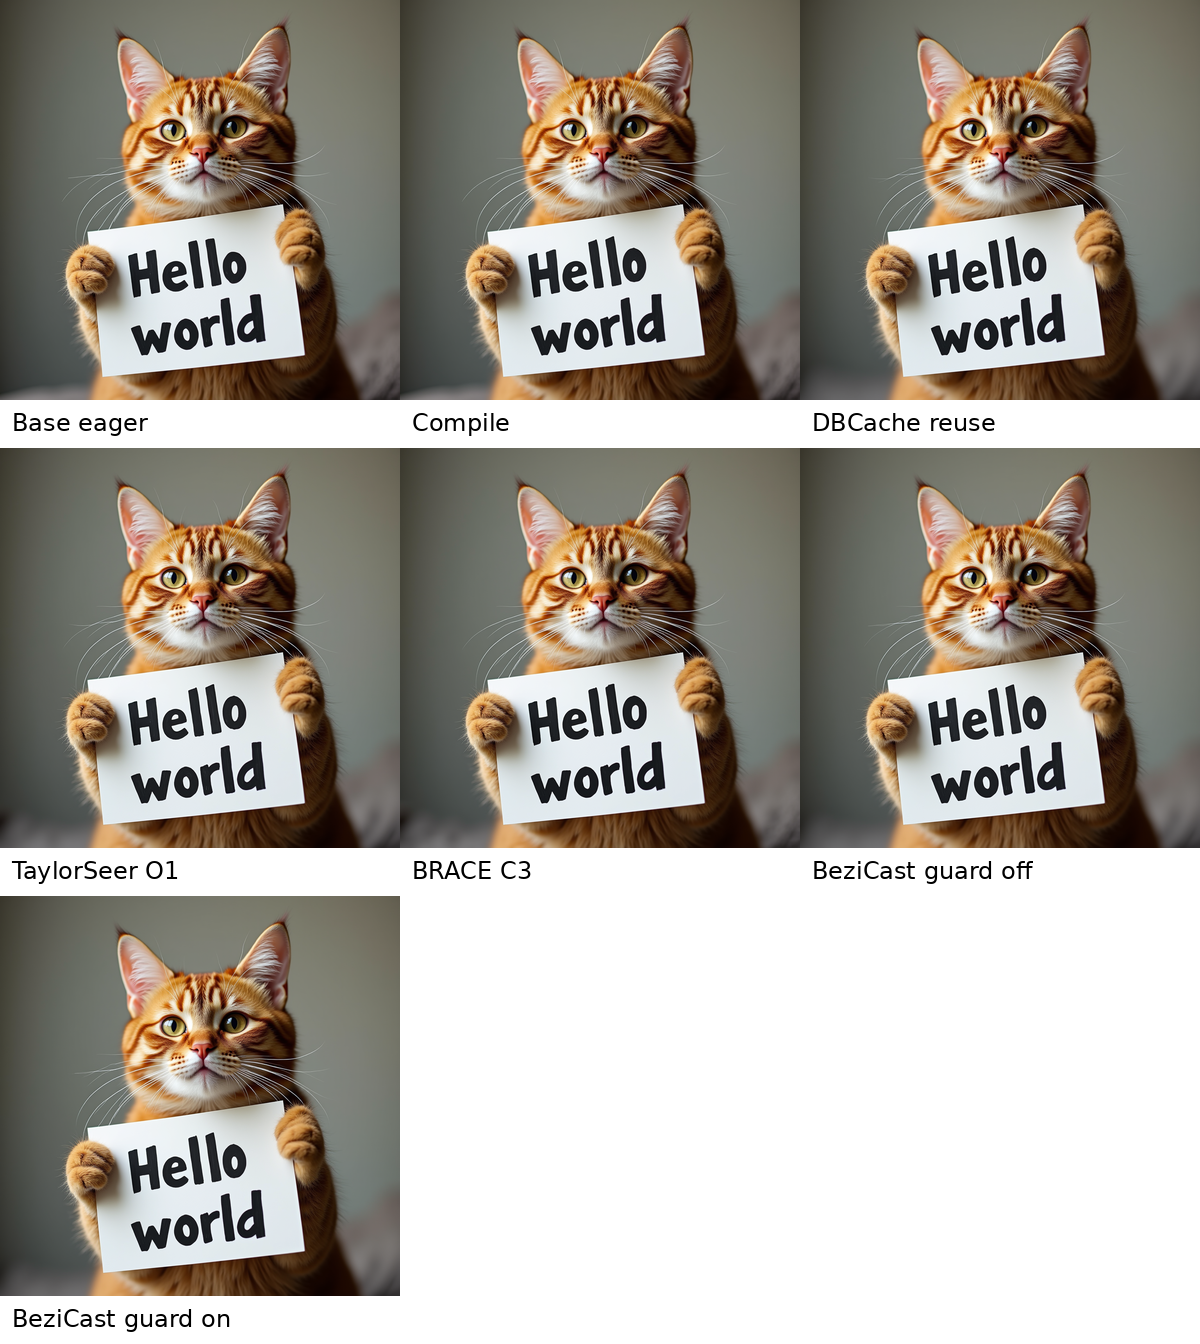 Hello
world
Hello
world
Hello
world
Base eager
Compile
DBCache reuse
Hello
world
Hello
world
Hello
world
TaylorSeer O1
BRACE C3
BeziCast guard off
Hello
world
BeziCast guard on